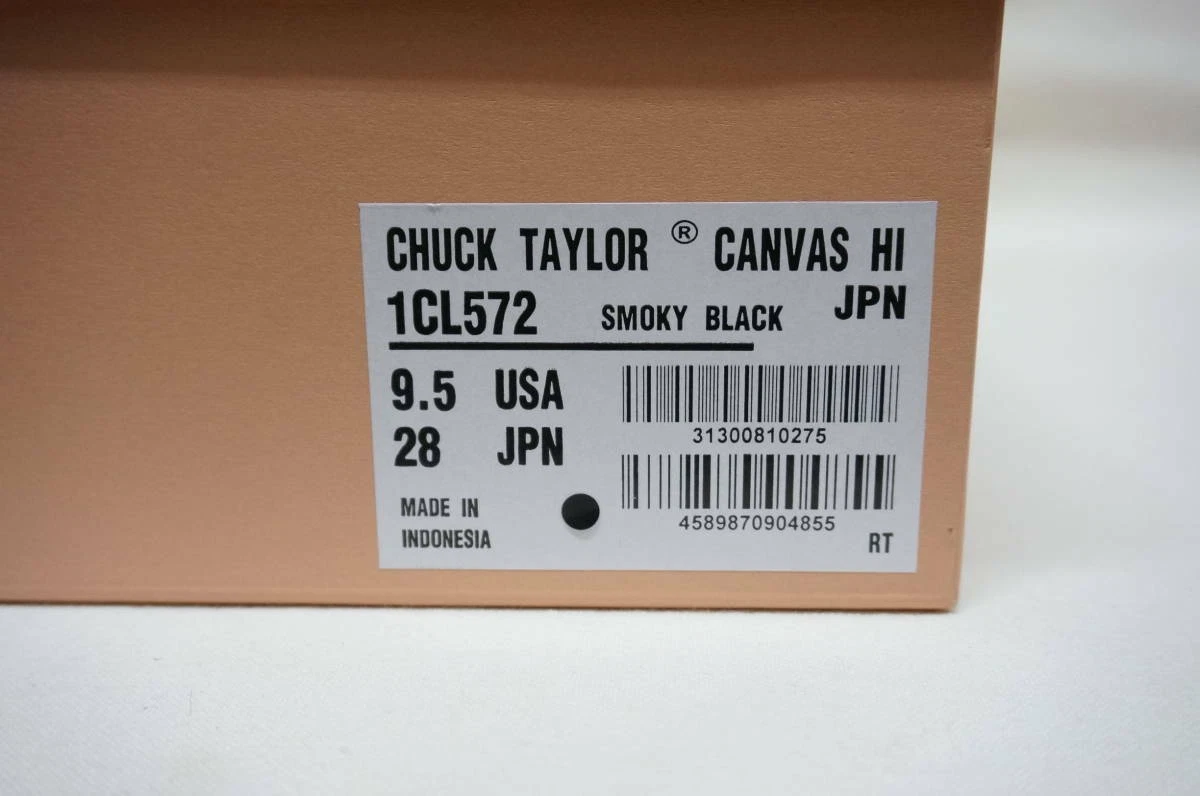 CHUCK TAYLOR ® CANVAS HI
1CL572 SMOKY BLACK JPN
9.5 USA
28 JPN
31300810275
4589870904855
MADE IN
INDONESIA
RT